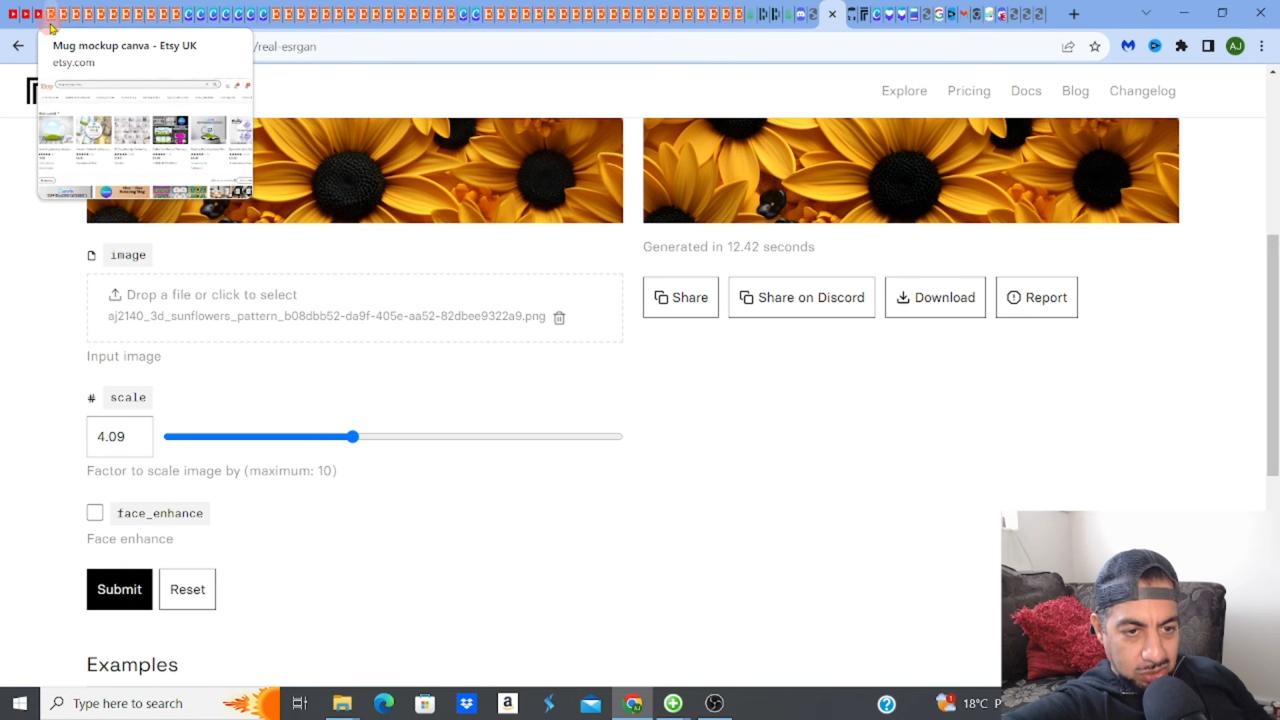 Mug mockup canva - Etsy UK
etsy.com
/real-esrgan
AJ
Explore
Pricing
Docs
Blog
Changelog
image
Drop a file or click to select
aj2140_3d_sunflowers_pattern_b08dbb52-da9f-405e-aa52-82dbee9322a9.png
Input image
# scale
4.09
Factor to scale image by (maximum: 10)
face_enhance
Face enhance
Submit
Reset
Examples
Generated in 12.42 seconds
Share
Share on Discord
Download
Report
Type here to search
18°C P